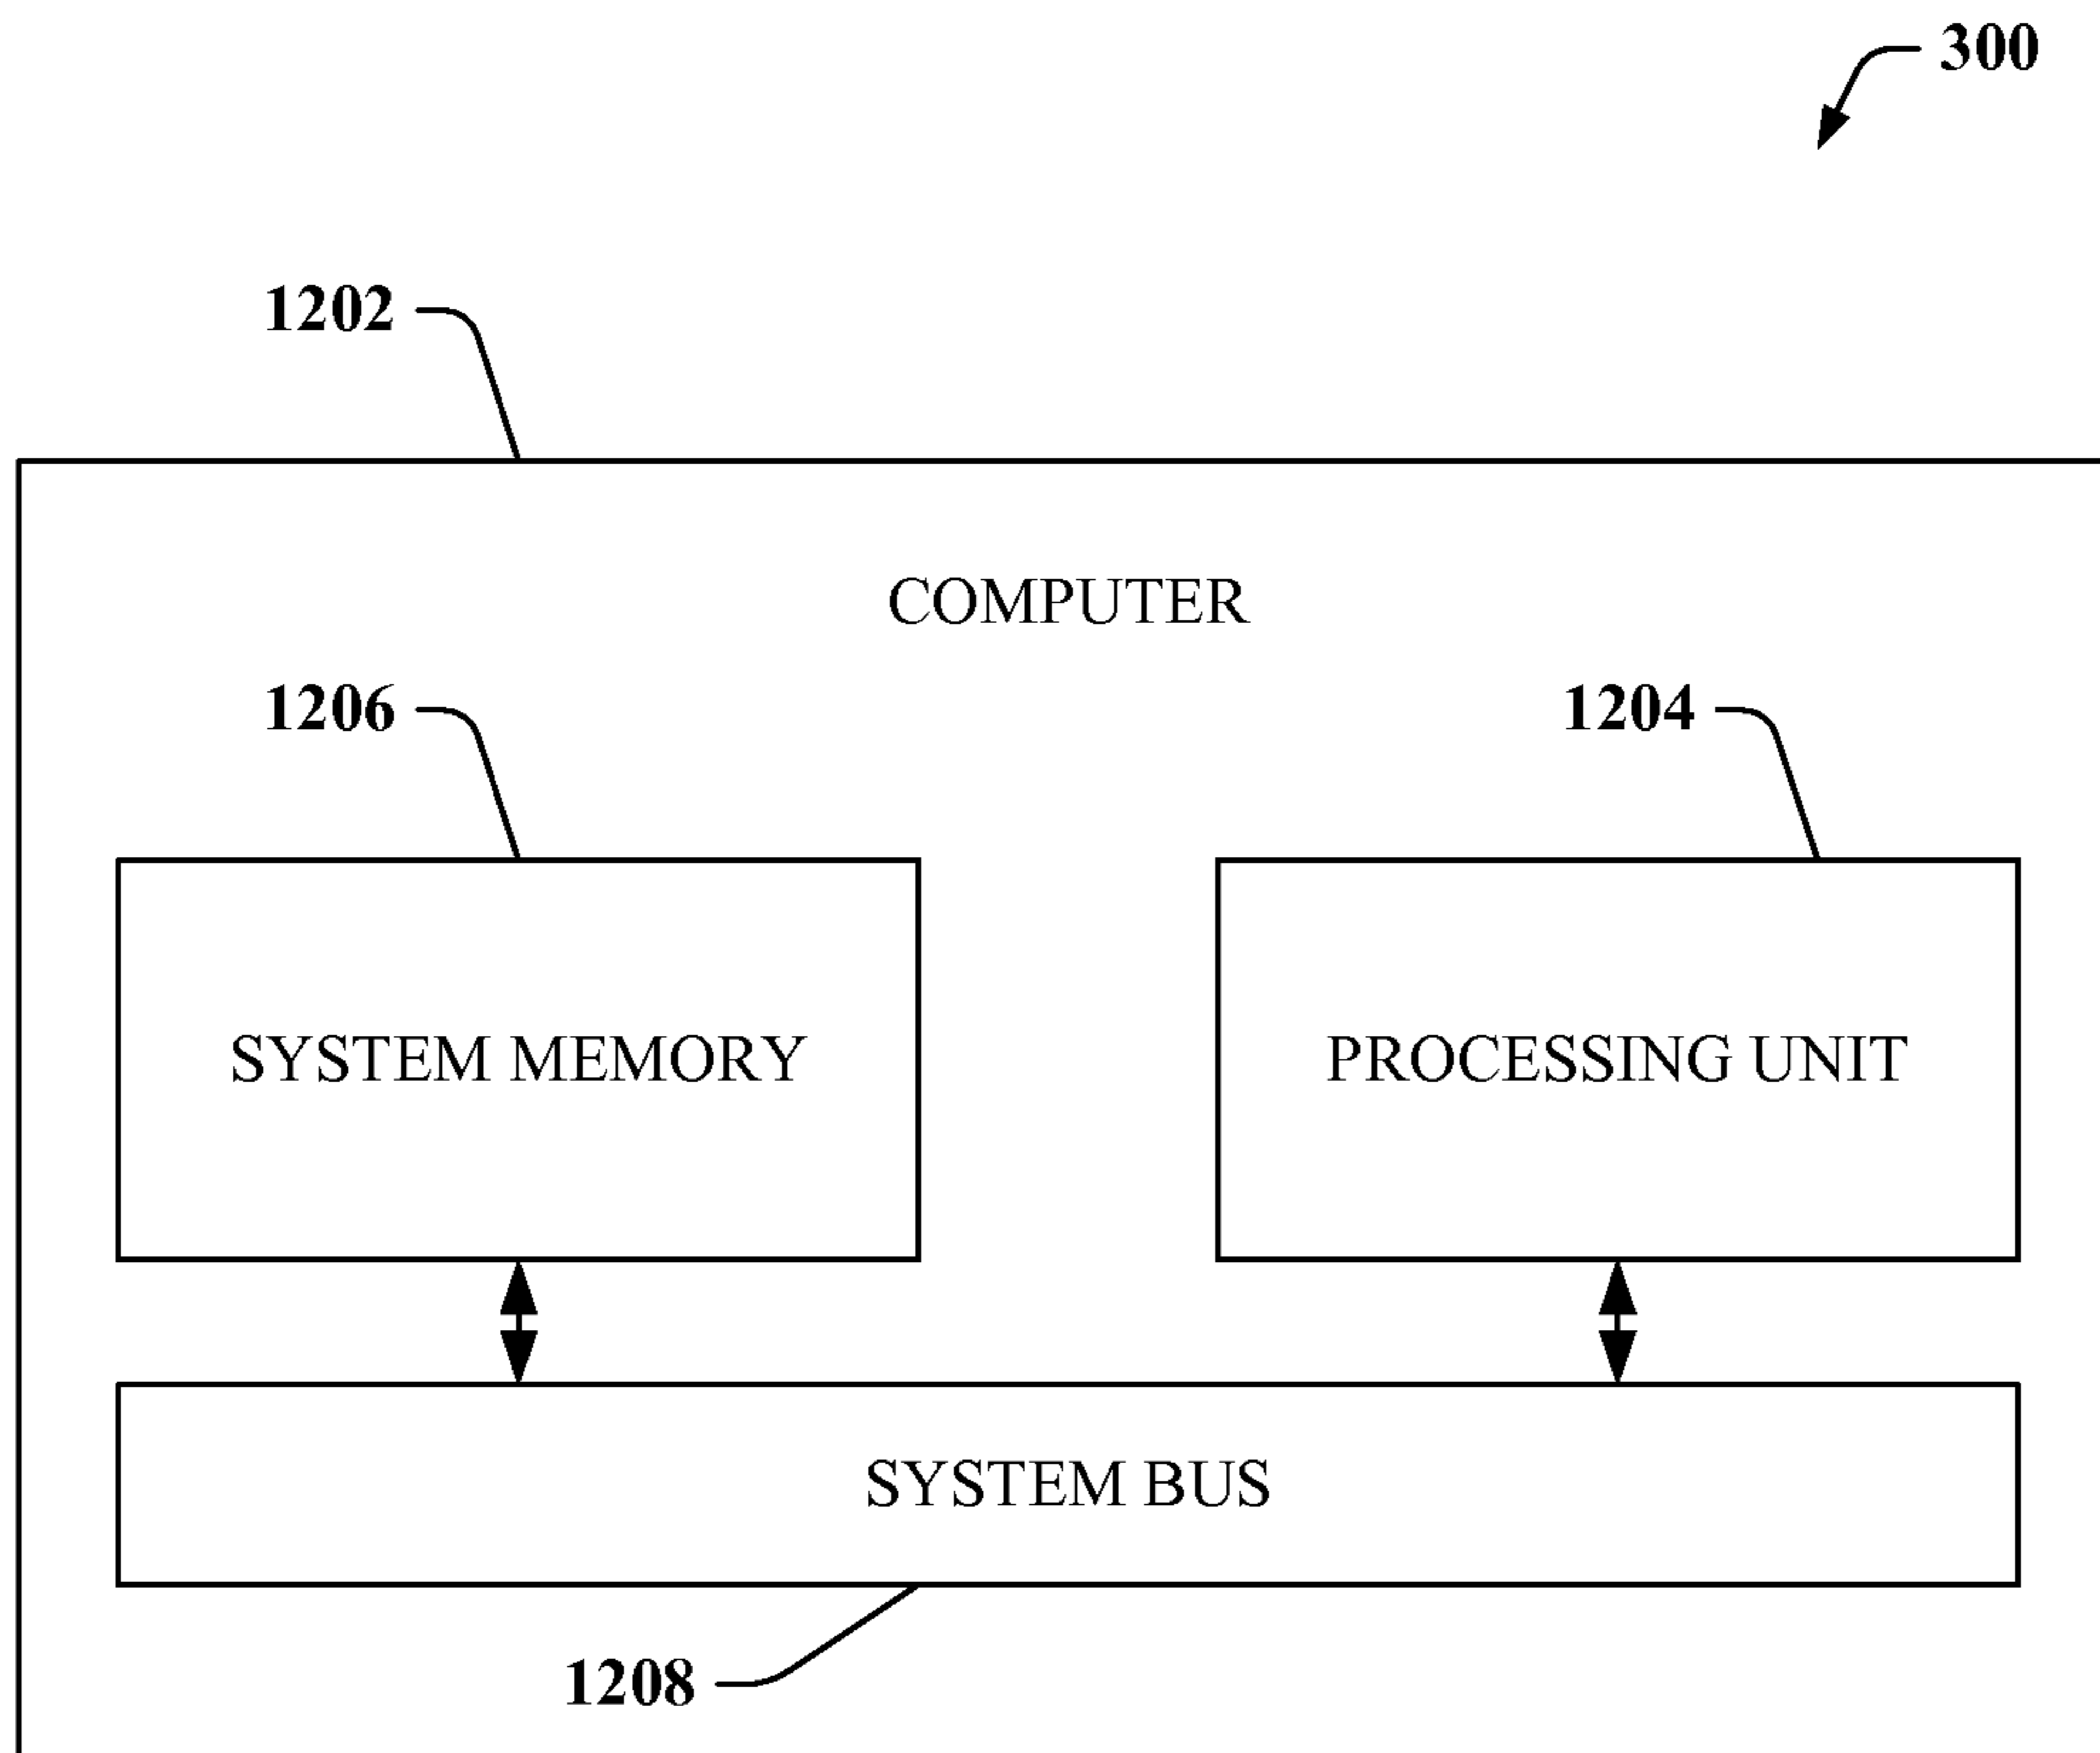 300
1202
COMPUTER
1206
1204
SYSTEM MEMORY
PROCESSING UNIT
SYSTEM BUS
1208